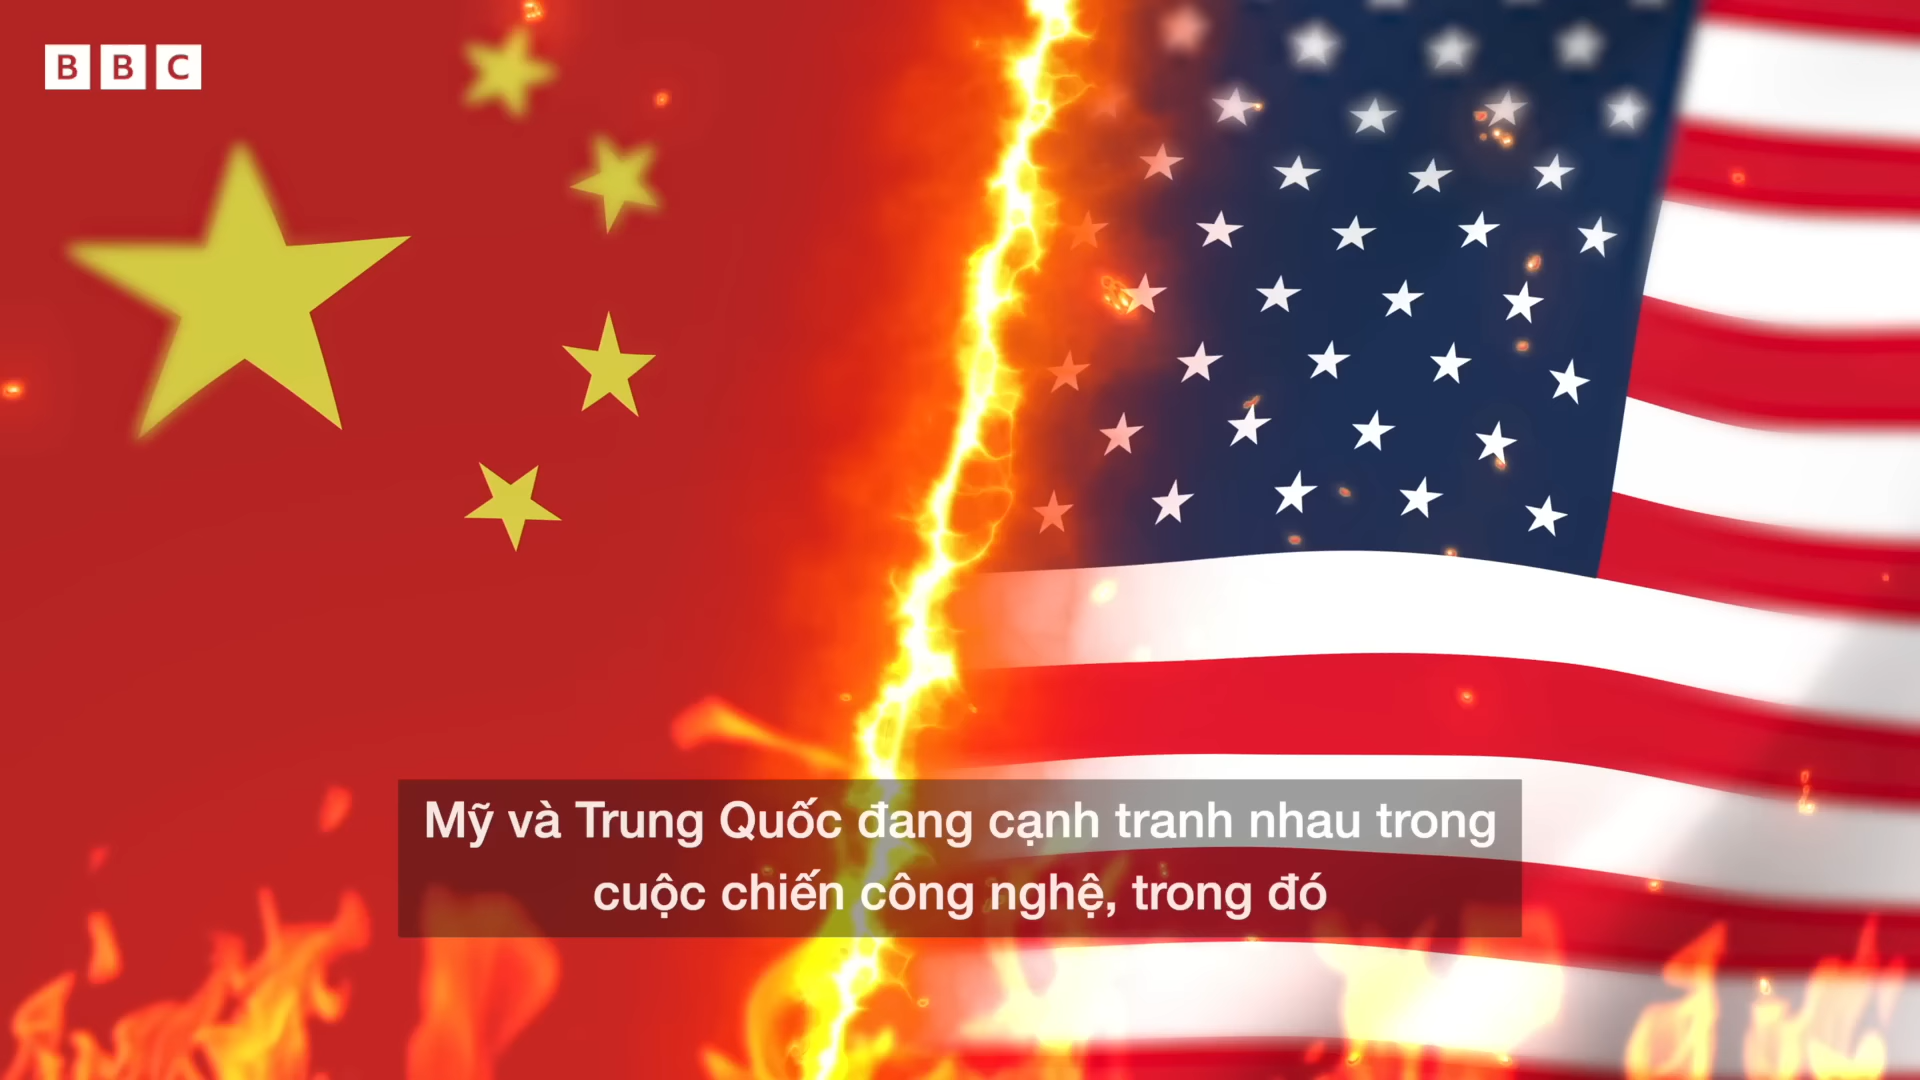 BBC
Mỹ và Trung Quốc đang cạnh tranh nhau trong
cuộc chiến công nghệ, trong đó